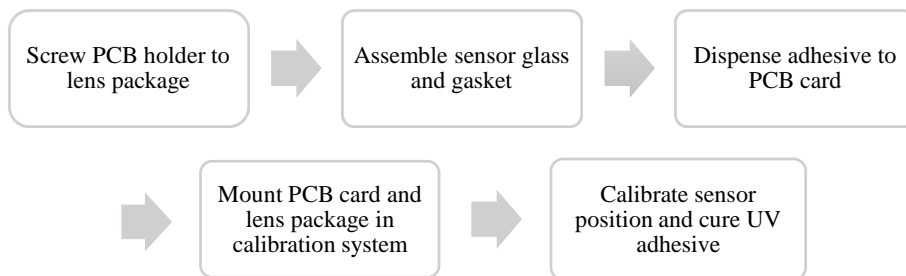 Screw PCB holder to
lens package
Assemble sensor glass
and gasket
Dispense adhesive to
PCB card
Mount PCB card and
lens package in
calibration system
Calibrate sensor
position and cure UV
adhesive